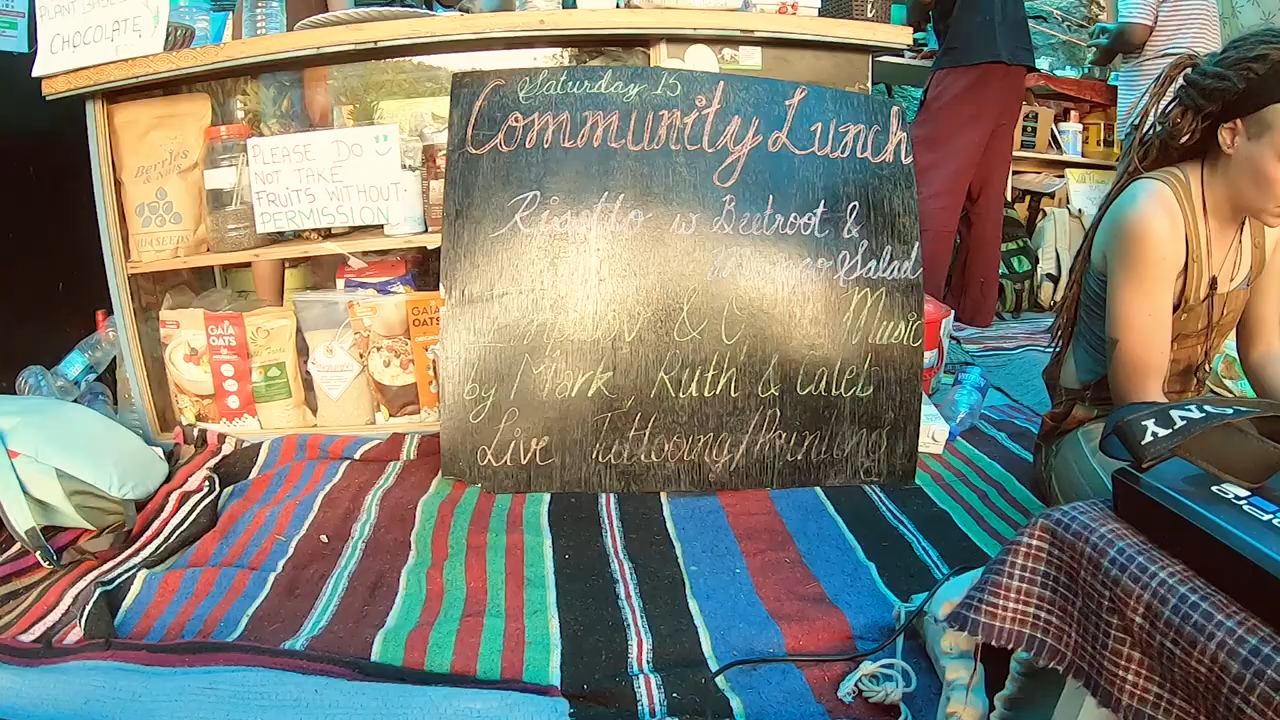 PLANT BASED
CHOCOLATE
Berries
& Nuts
PLEASE DO
NOT TAKE
FRUITS WITHOUT
PERMISSION
GAIA
OATS
GAIA
OATS
Saturday 15
Community Lunch
Risotto w Beetroot &
Salad
& Music
by Mark, Ruth & Caleb
Live Tattooing/Painting
SONY
Pro